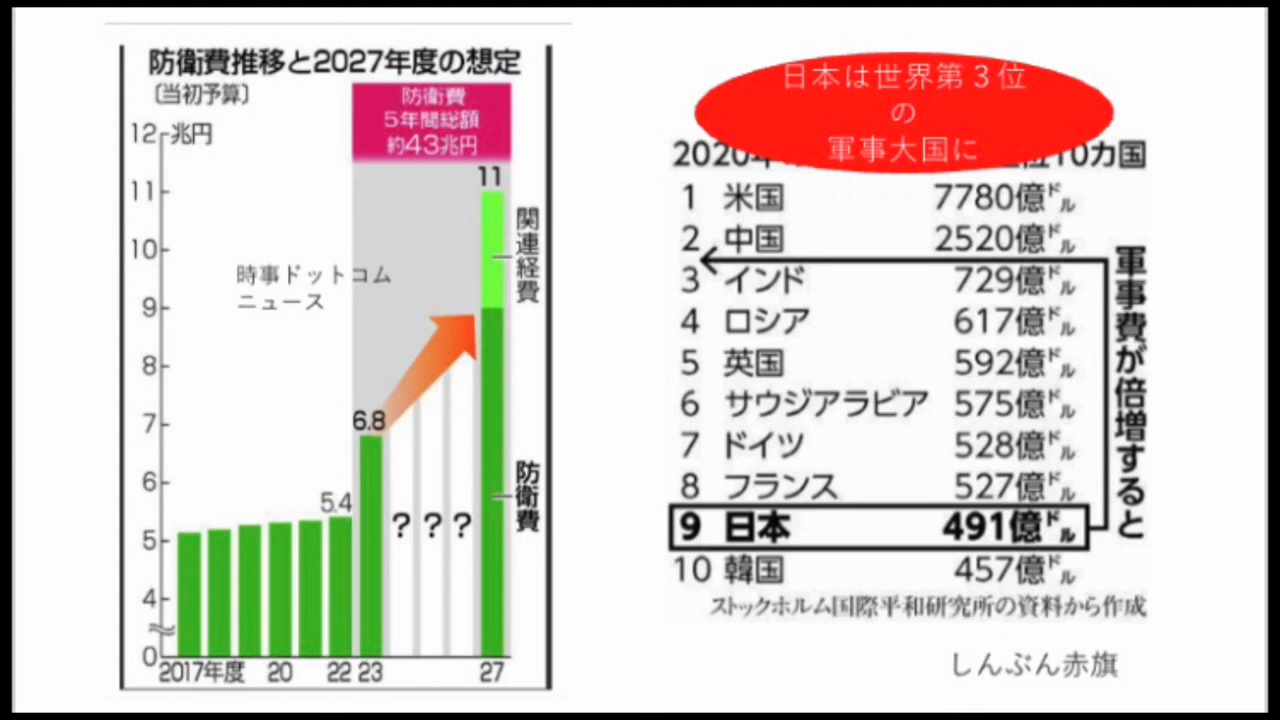 防衛費推移と2027年度の想定
〔当初予算〕
防衛費
5年間総額
約43兆円
12 兆円
11
11
10
9
8
7
6
5
4
0
時事ドットコム
ニュース
6.8
5.4
? ? ?
関連経費
防衛費
2017年度 20 22 23 27
日本は世界第3位
の
軍事大国に
2020年
10カ国
1 米国 7780億ドル
2 中国 2520億ドル
3 インド 729億ドル
4 ロシア 617億ドル
5 英国 592億ドル
6 サウジアラビア 575億ドル
7 ドイツ 528億ドル
8 フランス 527億ドル
9 日本 491億ドル
10 韓国 457億ドル
軍事費が倍増すると
ストックホルム国際平和研究所の資料から作成
しんぶん赤旗